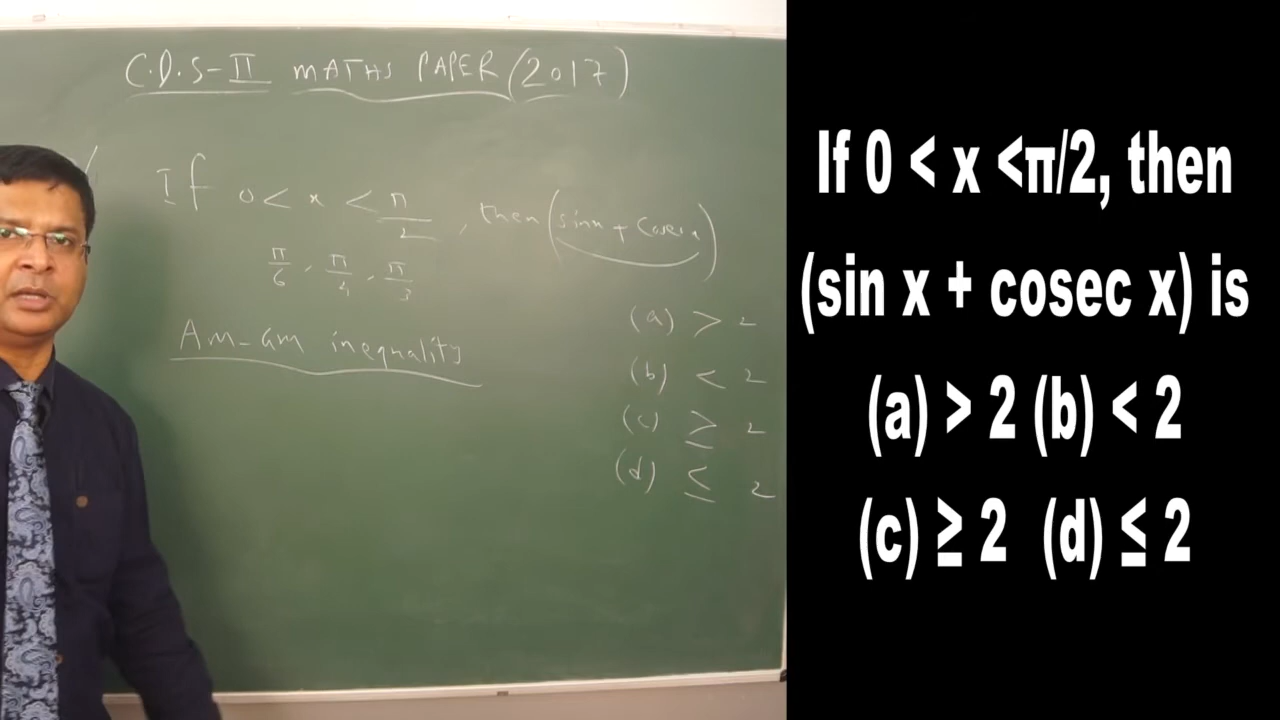 C.D.S-II MATHS PAPER (2017)
If 0 < x < π/2, then (sinx + Cosec x)
π/6, π/4, π/3
AM-GM inequality
(a) > 2
(b) < 2
(c) ≥ 2
(d) ≤ 2
If 0 < x <π/2, then
(sin x + cosec x) is
(a) > 2 (b) < 2
(c) ≥ 2 (d) ≤ 2